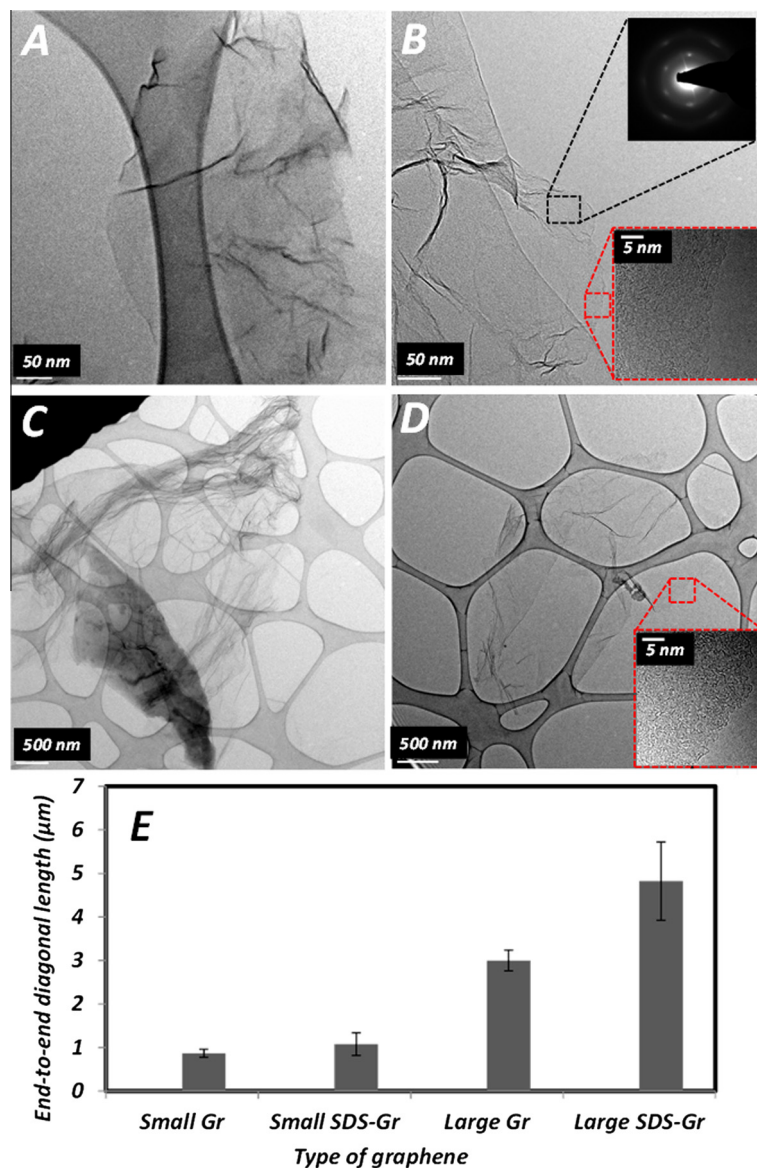 A
50 nm
B
5 nm
50 nm
C
500 nm
D
5 nm
500 nm
E
End-to-end diagonal length (μm)
7
6
5
4
3
2
1
0
Small Gr Small SDS-Gr Large Gr Large SDS-Gr
Type of graphene